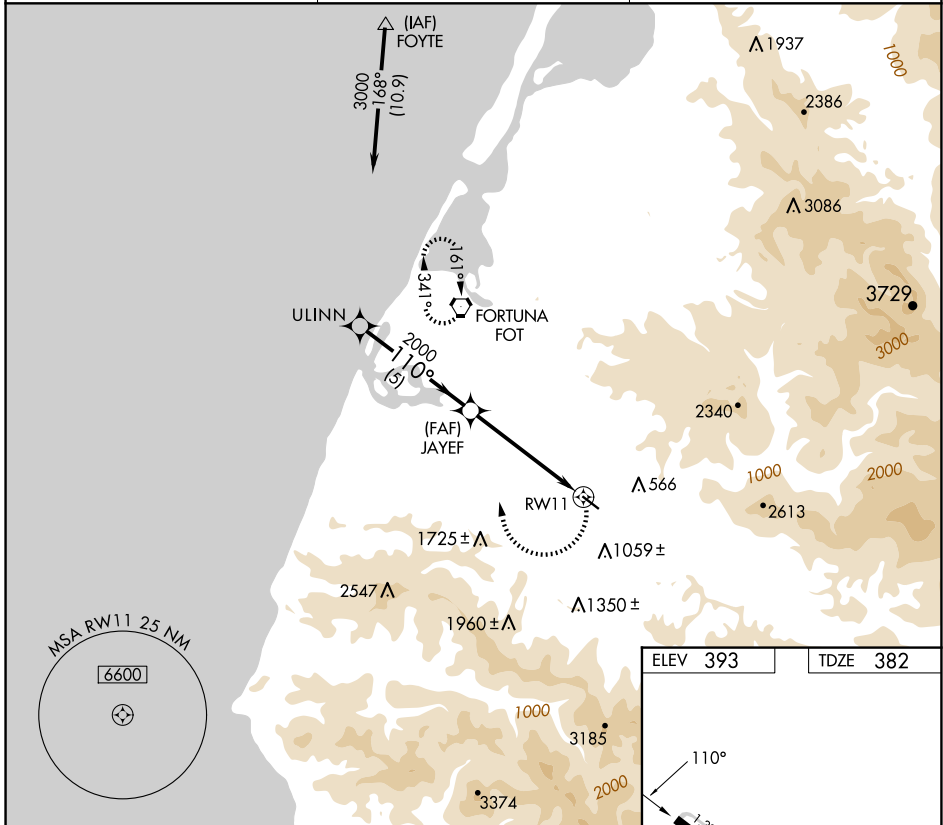 (IAF)
FOYTE
3000
168°
(10.9)
1937
1000
2386
3086
3729
3000
161°
341°
FORTUNA
FOT
ULINN
2000
110°
(5)
(FAF)
JAYEF
2340
1000
2000
566
RW11
2613
1725 ±
1059 ±
2547
1350 ±
1960 ±
MSA RW11 25 NM
6600
ELEV 393
TDZE 382
1000
3185
110°
2000
3374